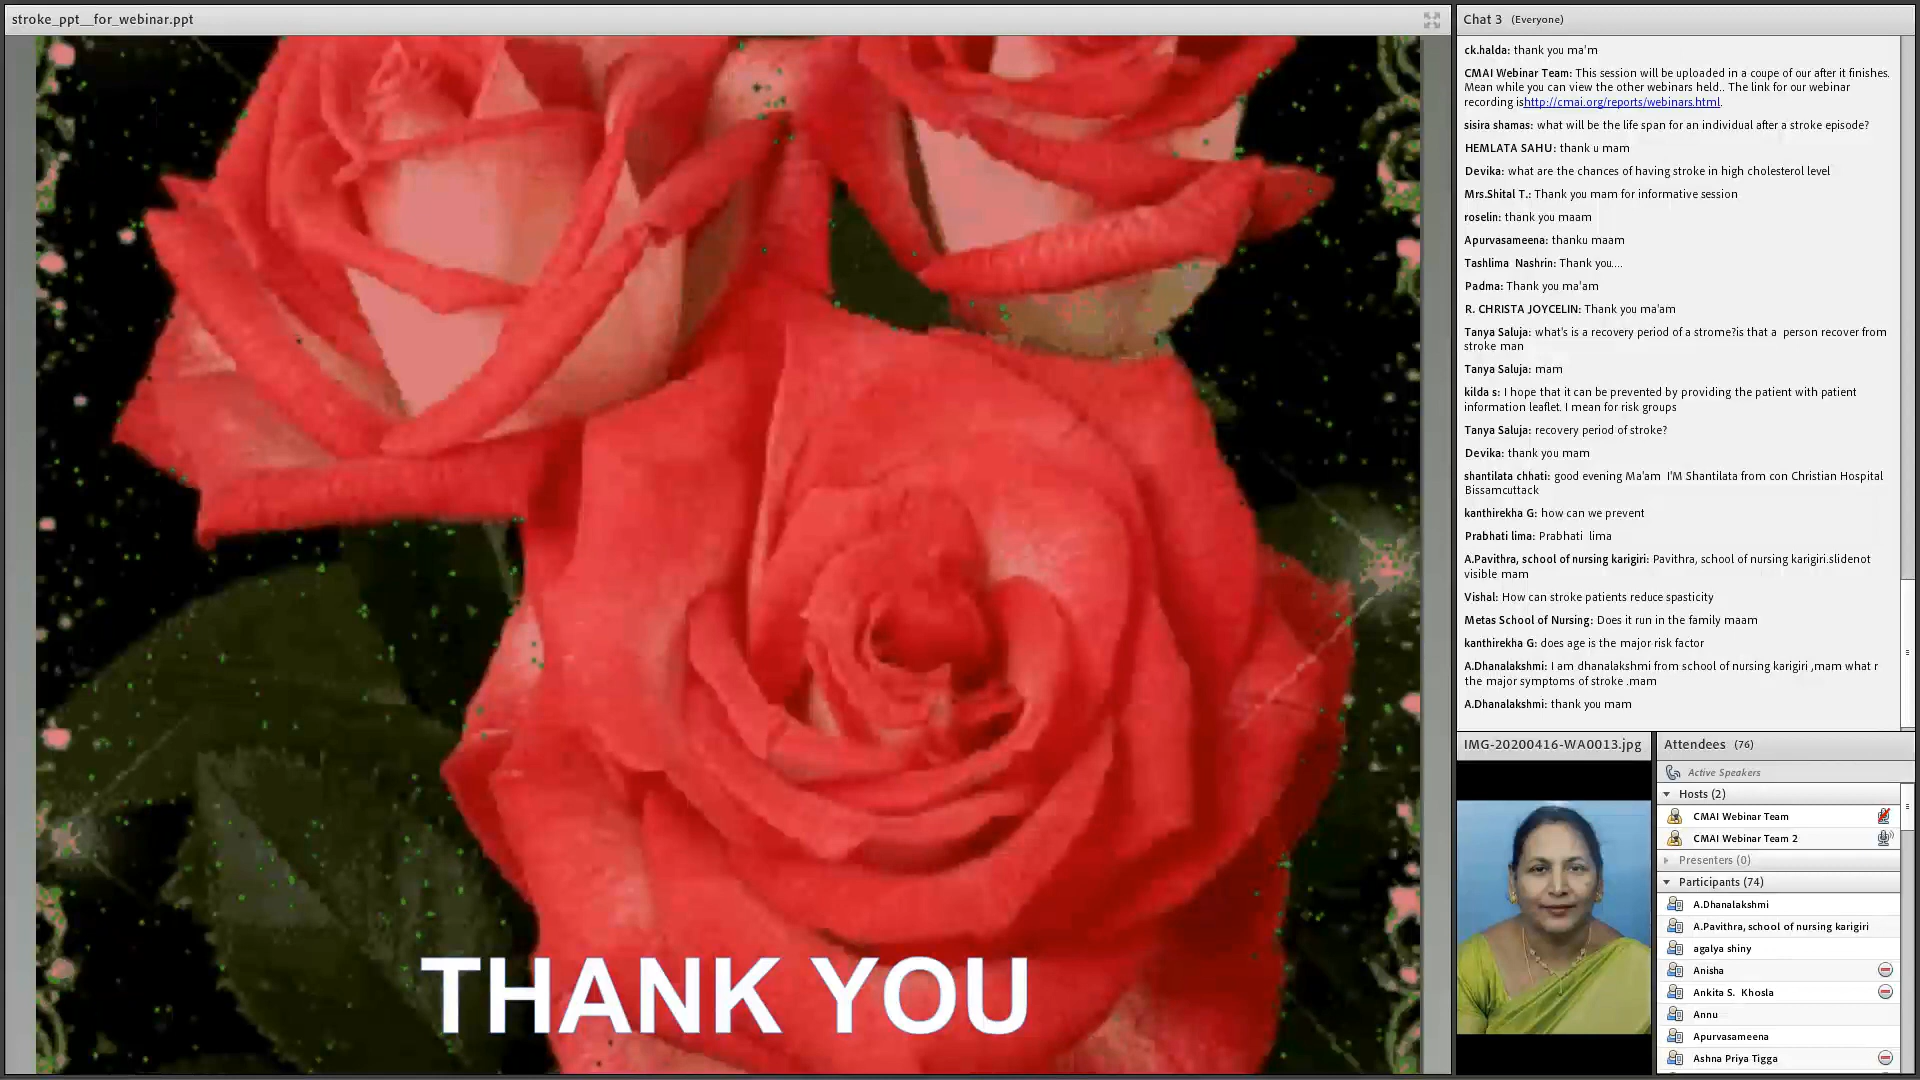 stroke_ppt__for_webinar.ppt
THANK YOU
Chat 3 (Everyone)
ck.halda: thank you ma'm
CMAI Webinar Team: This session will be uploaded in a coupe of our after it finishes.
Mean while you can view the other webinars held.. The link for our webinar
recording ishttp://cmai.org/reports/webinars.html.
sisira shamas: what will be the life span for an individual after a stroke episode?
HEMLATA SAHU: thank u mam
Devika: what are the chances of having stroke in high cholesterol level
Mrs.Shital T.: Thank you mam for informative session
roselin: thank you maam
Apurvasameena: thanku maam
Tashlima Nashrin: Thank you....
Padma: Thank you ma'am
R. CHRISTA JOYCELIN: Thank you ma'am
Tanya Saluja: what's is a recovery period of a strome?is that a person recover from
stroke man
Tanya Saluja: mam
kilda s: I hope that it can be prevented by providing the patient with patient
information leaflet. I mean for risk groups
Tanya Saluja: recovery period of stroke?
Devika: thank you mam
shantilata chhati: good evening Ma'am I'M Shantilata from con Christian Hospital
Bissamcuttack
kanthirekha G: how can we prevent
Prabhati lima: Prabhati lima
A.Pavithra, school of nursing karigiri: Pavithra, school of nursing karigiri.slidenot
visible mam
Vishal: How can stroke patients reduce spasticity
Metas School of Nursing: Does it run in the family maam
kanthirekha G: does age is the major risk factor
A.Dhanalakshmi: I am dhanalakshmi from school of nursing karigiri ,mam what r
the major symptoms of stroke .mam
A.Dhanalakshmi: thank you mam
IMG-20200416-WA0013.jpg
Attendees (76)
Active Speakers
Hosts (2)
CMAI Webinar Team
CMAI Webinar Team 2
Presenters (0)
Participants (74)
A.Dhanalakshmi
A.Pavithra, school of nursing karigiri
agalya shiny
Anisha
Ankita S. Khosla
Annu
Apurvasameena
Ashna Priya Tigga